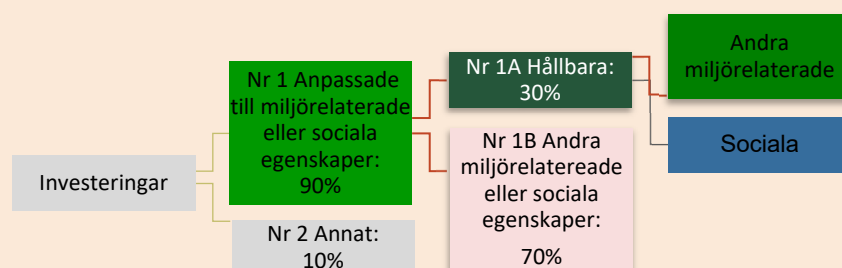 Investeringar
Nr 1 Anpassade
till miljörelaterade
eller sociala
egenskaper:
90%
Nr 2 Annat:
10%
Nr 1A Hållbara:
30%
Nr 1B Andra
miljörelatereade
eller sociala
egenskaper:
70%
Andra
miljörelaterade
Sociala